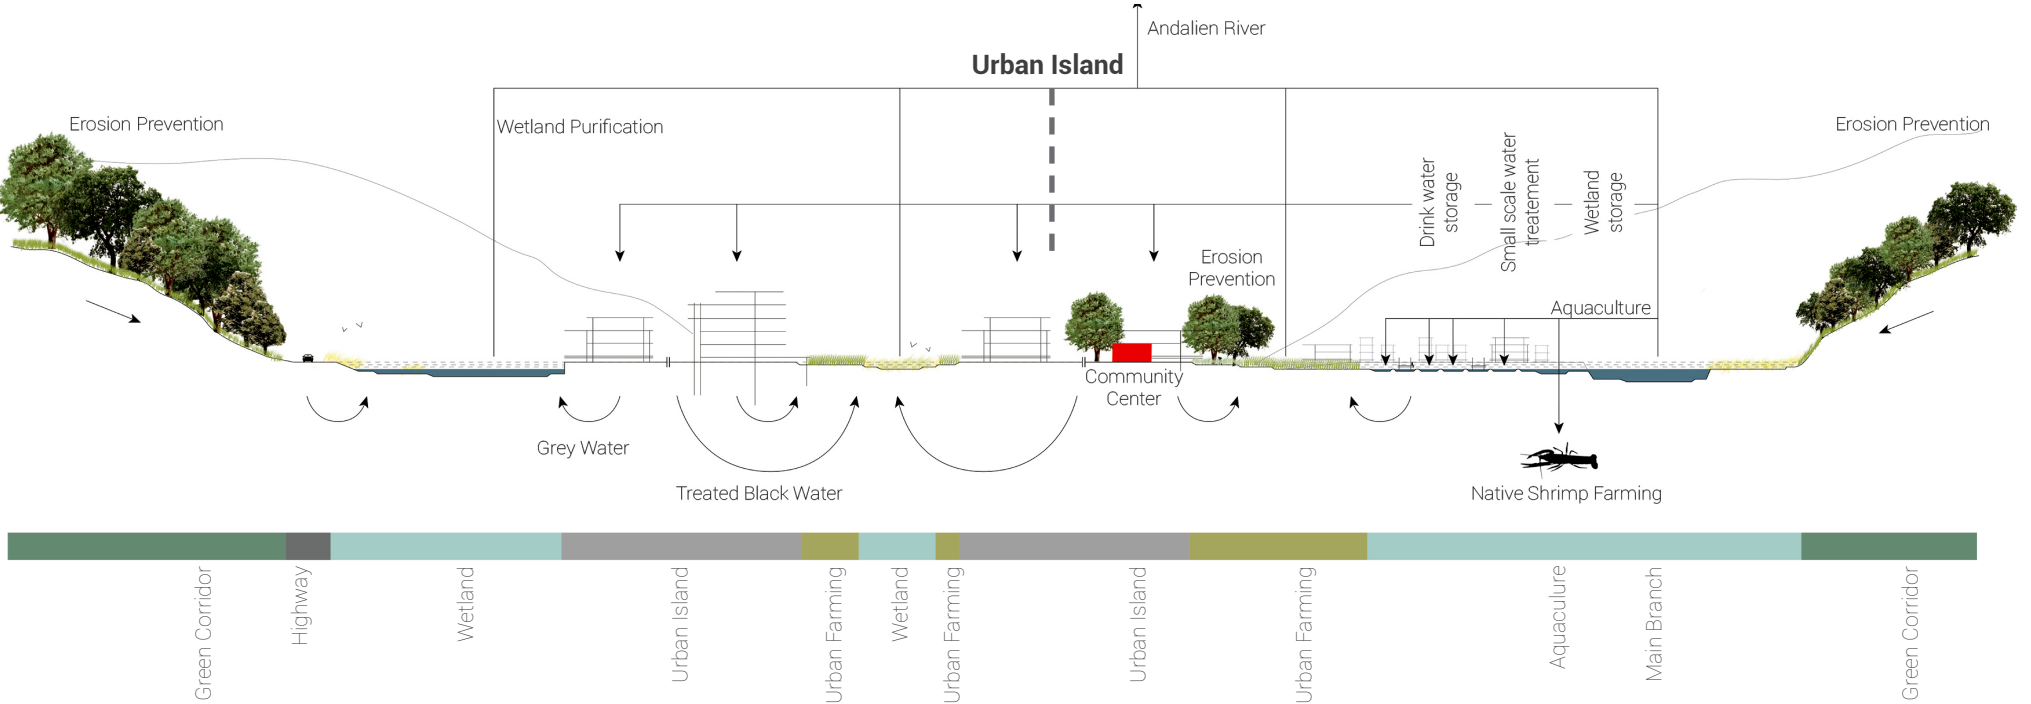 Andalien River
Urban Island
Erosion Prevention
Wetland Purification
Erosion Prevention
Drink water
storage
Small scale water
treatement
Wetland
storage
Erosion
Prevention
Aquaculture
Community
Center
Grey Water
Treated Black Water
Native Shrimp Farming
Green Corridor
Highway
Wetland
Urban Island
Urban Farming
Wetland
Urban Farming
Urban Island
Urban Farming
Aquaculure
Main Branch
Green Corridor